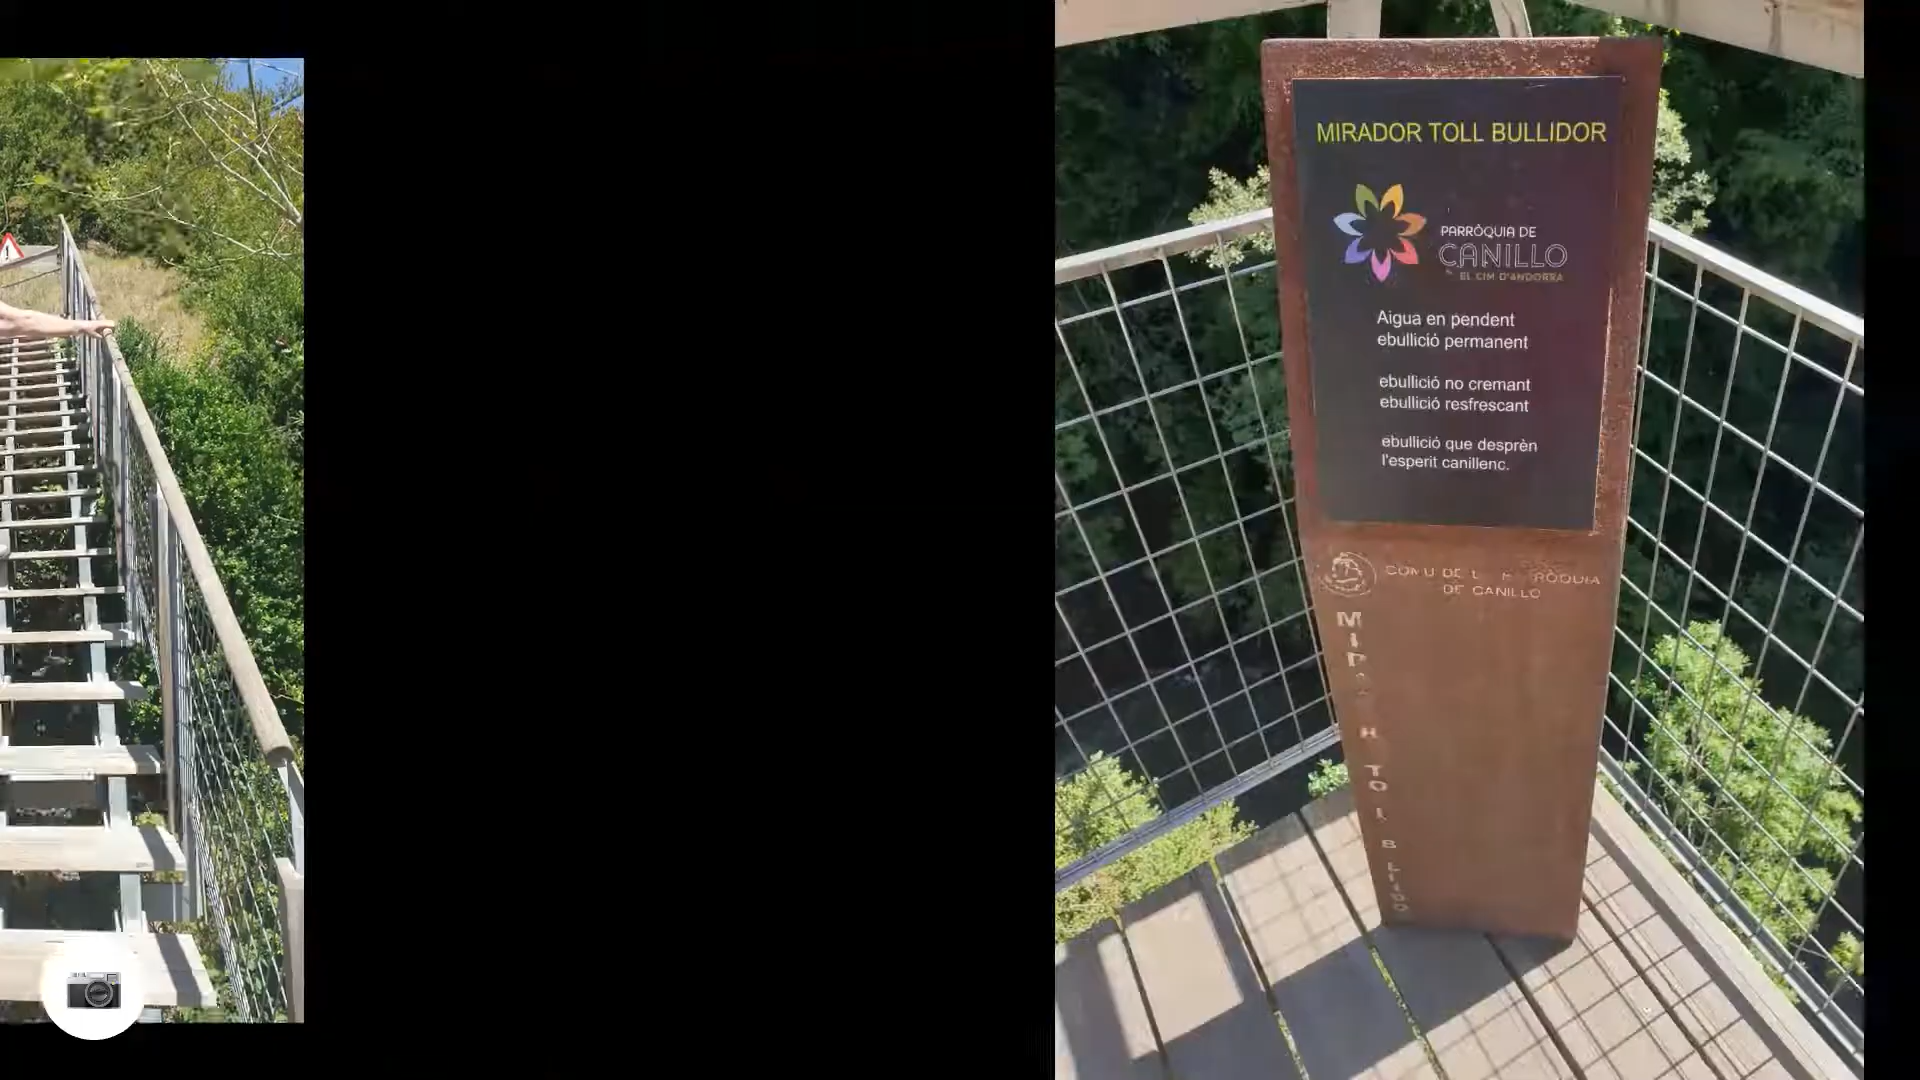 MIRADOR TOLL BULLIDOR
PARRÒQUIA DE
CANILLO
EL CIM D'ANDORRA
Aigua en pendent
ebullició permanent
ebullició no cremant
ebullició resfrescant
ebullició que desprèn
l'esperit canillenc.
DE CANILLO